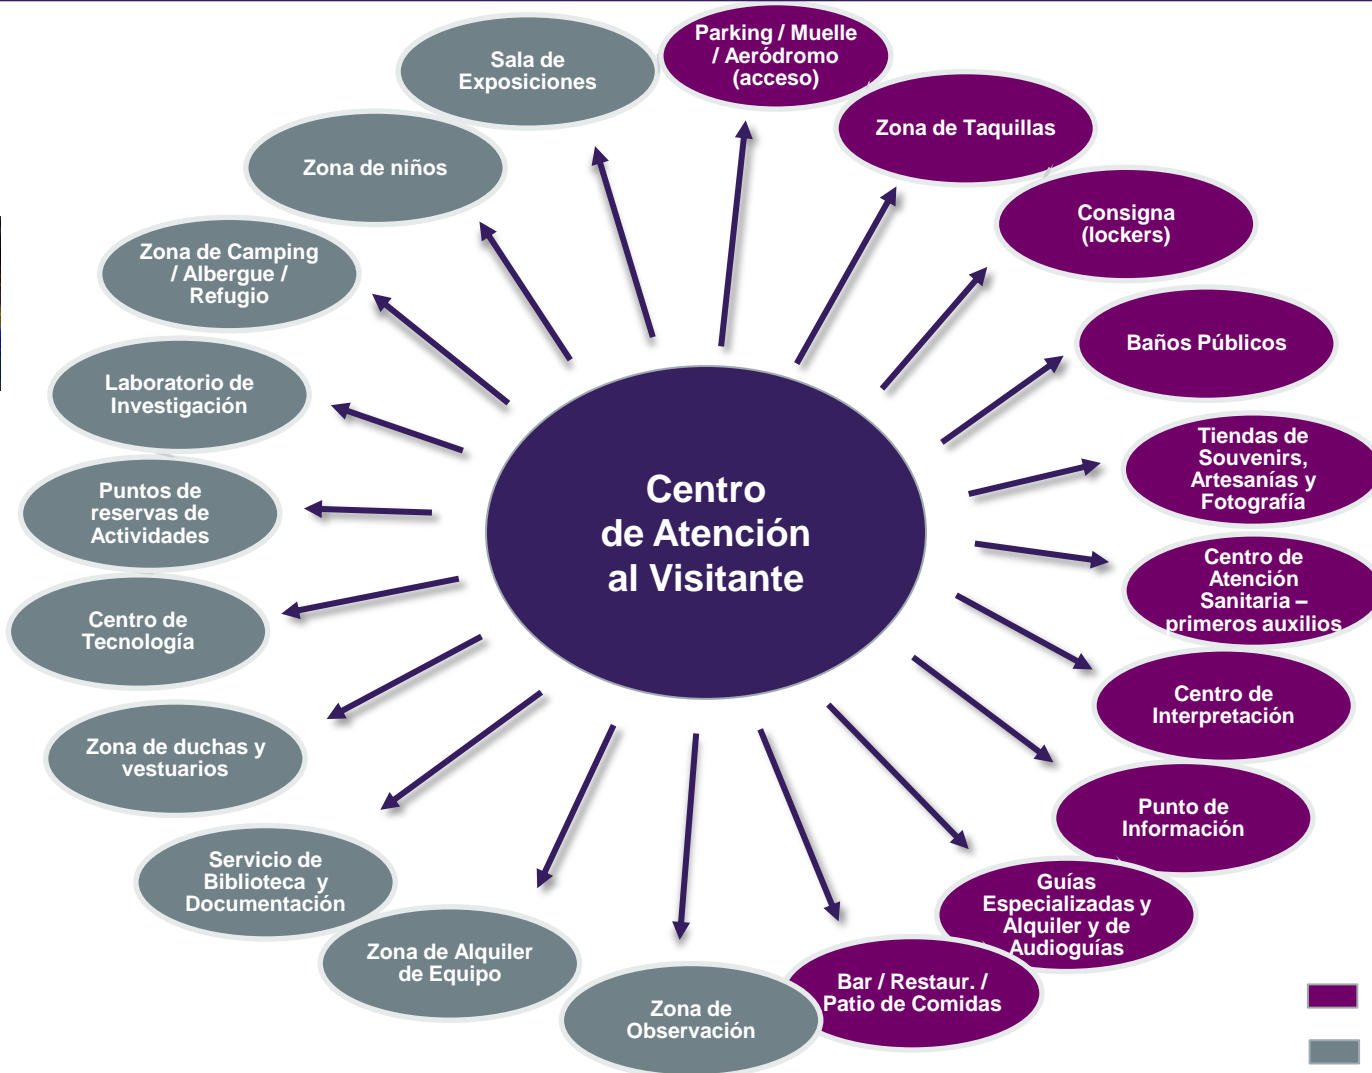 Parking / Muelle
/ Aeródromo
(acceso)
Zona de Taquillas
Consigna
(lockers)
Baños Públicos
Tiendas de
Souvenirs,
Artesanías y
Fotografía
Centro de
Atención
Sanitaria –
primeros auxilios
Centro de
Interpretación
Punto de
Información
Guías
Especializadas y
Alquiler y de
Audioguías
Bar / Restaur. /
Patio de Comidas
Zona de
Observación
Zona de Alquiler
de Equipo
Servicio de
Biblioteca y
Documentación
Zona de duchas y
vestuarios
Centro de
Tecnología
Puntos de
reservas de
Actividades
Laboratorio de
Investigación
Zona de Camping
/ Albergue /
Refugio
Zona de niños
Sala de
Exposiciones
Centro
de Atención
al Visitante